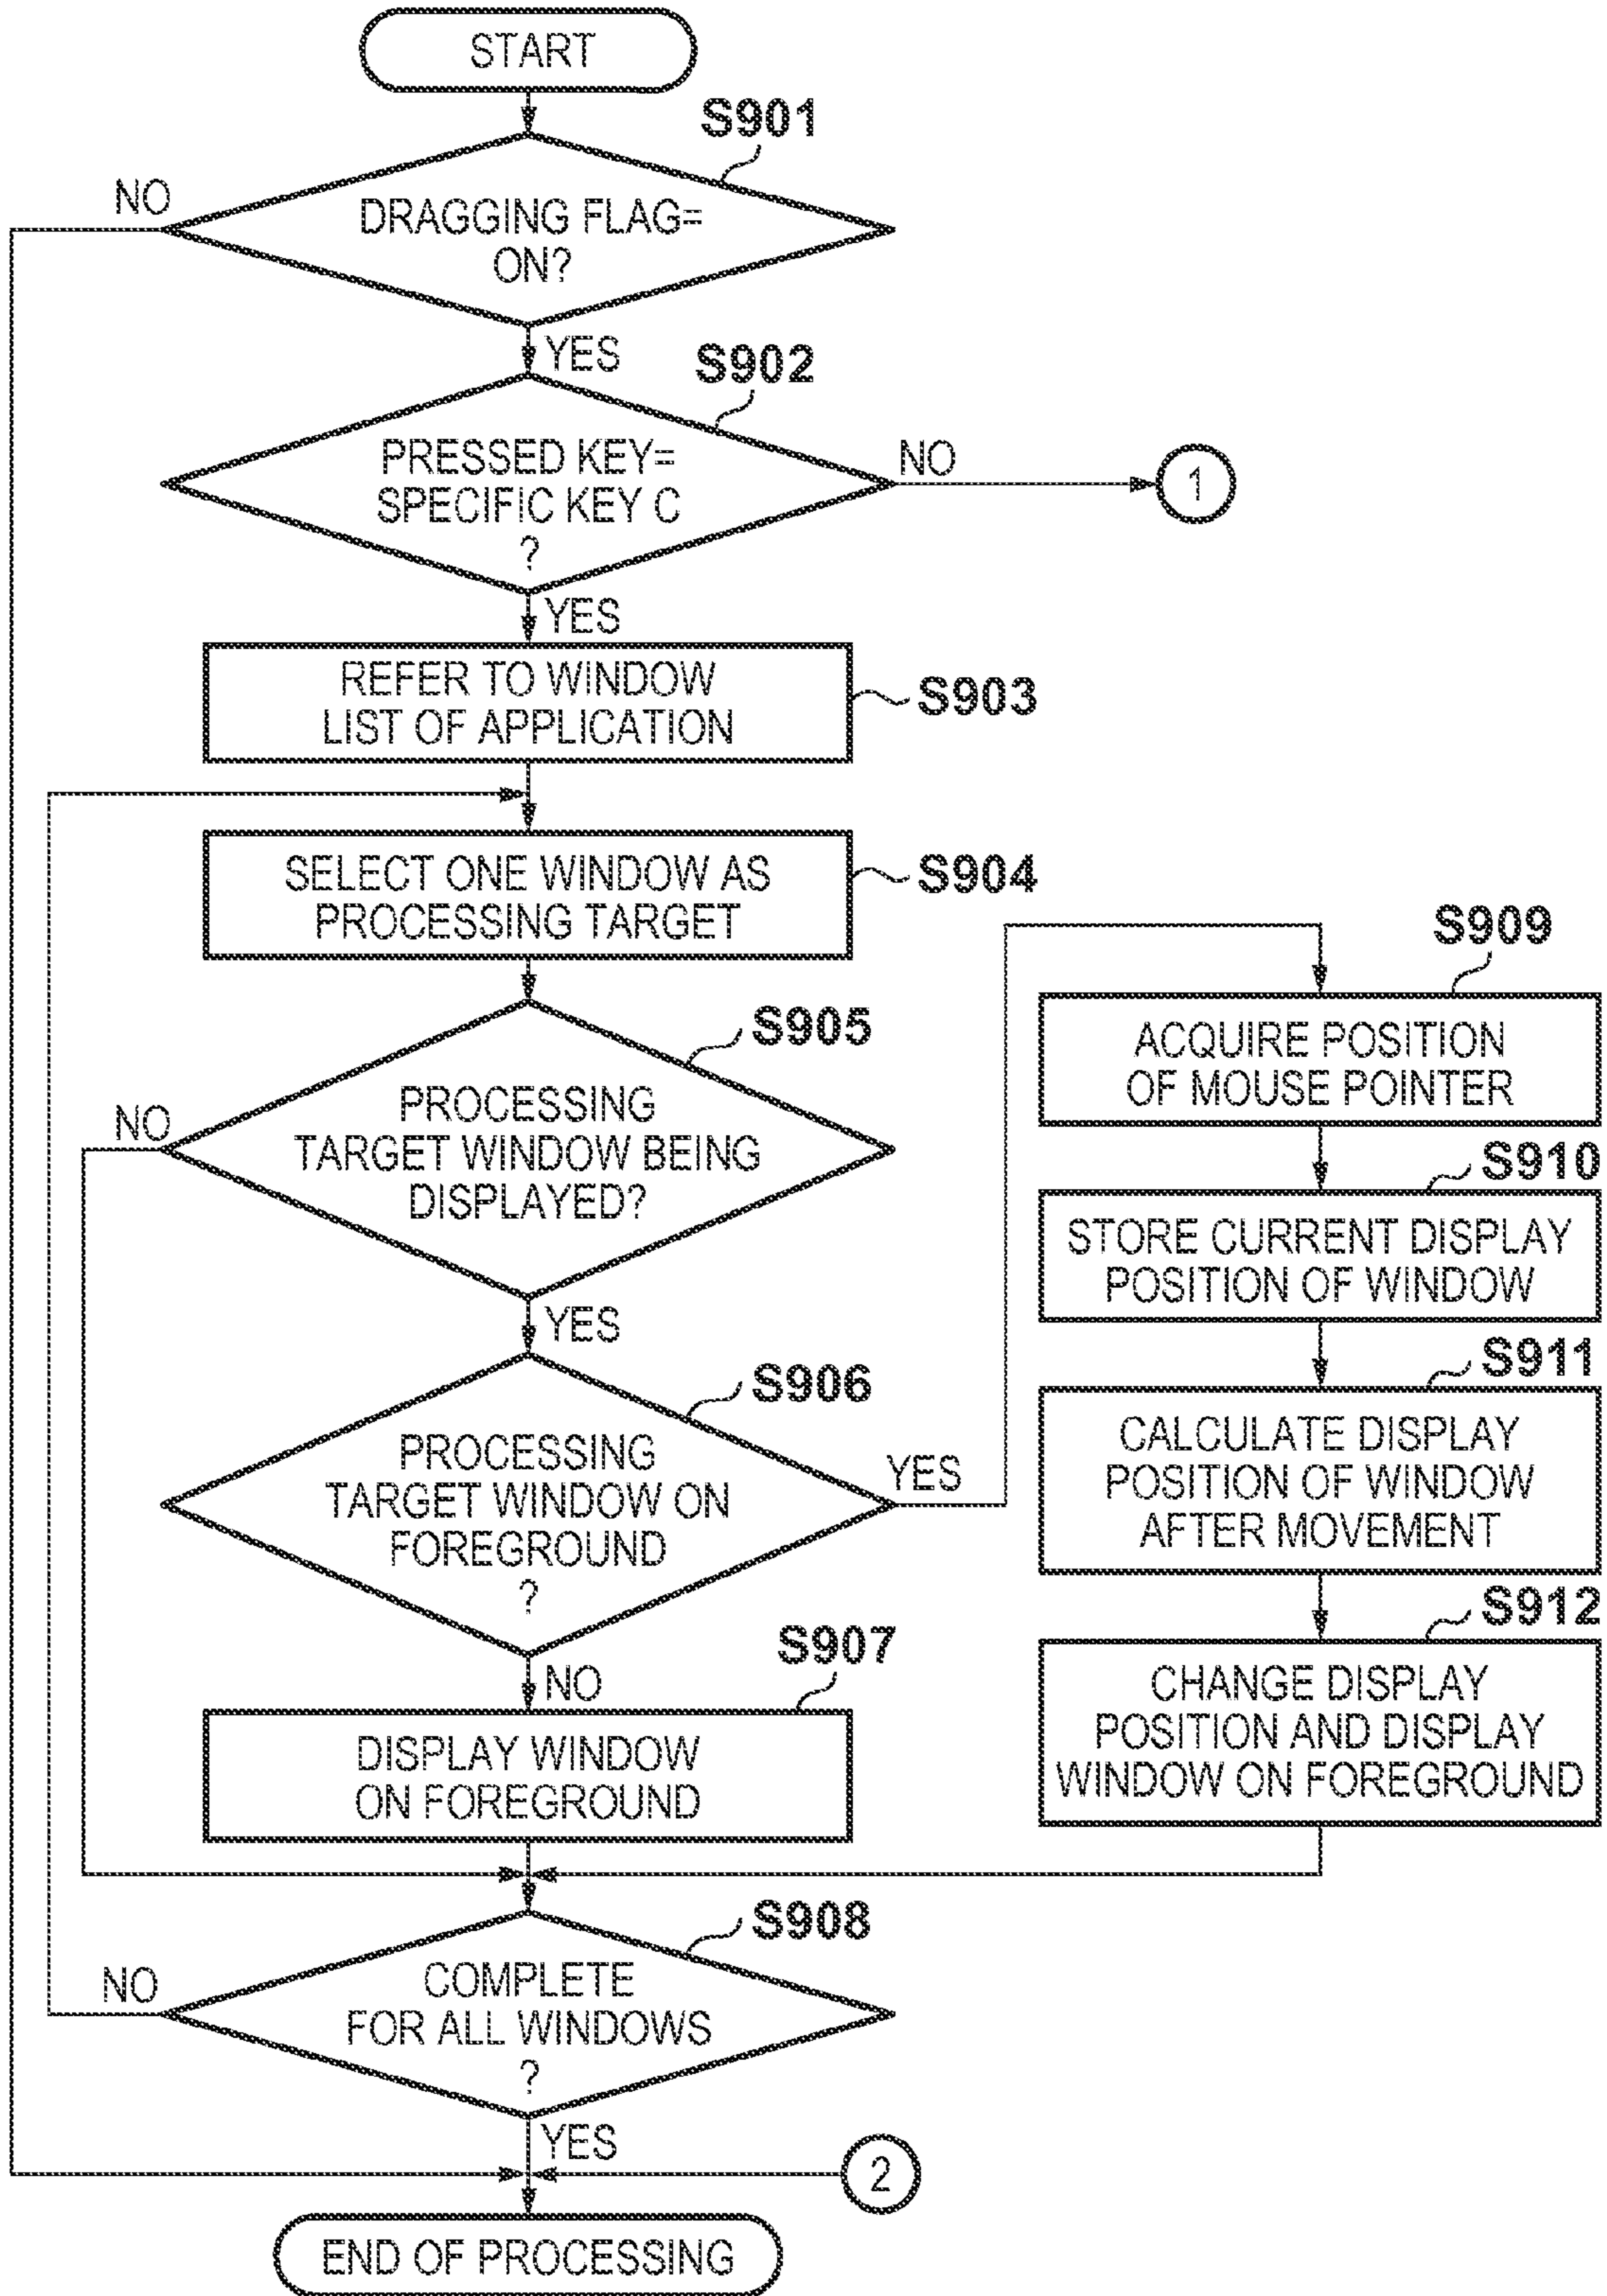 START
S901
NO
DRAGGING FLAG=
ON?
YES
S902
PRESSED KEY=
SPECIFIC KEY C
?
NO
1
YES
REFER TO WINDOW
LIST OF APPLICATION
S903
SELECT ONE WINDOW AS
PROCESSING TARGET
S904
S905
NO
PROCESSING
TARGET WINDOW BEING
DISPLAYED?
YES
S906
PROCESSING
TARGET WINDOW ON
FOREGROUND
?
YES
NO
S907
DISPLAY WINDOW
ON FOREGROUND
S909
ACQUIRE POSITION
OF MOUSE POINTER
S910
STORE CURRENT DISPLAY
POSITION OF WINDOW
S911
CALCULATE DISPLAY
POSITION OF WINDOW
AFTER MOVEMENT
S912
CHANGE DISPLAY
POSITION AND DISPLAY
WINDOW ON FOREGROUND
S908
NO
COMPLETE
FOR ALL WINDOWS
?
YES
2
END OF PROCESSING